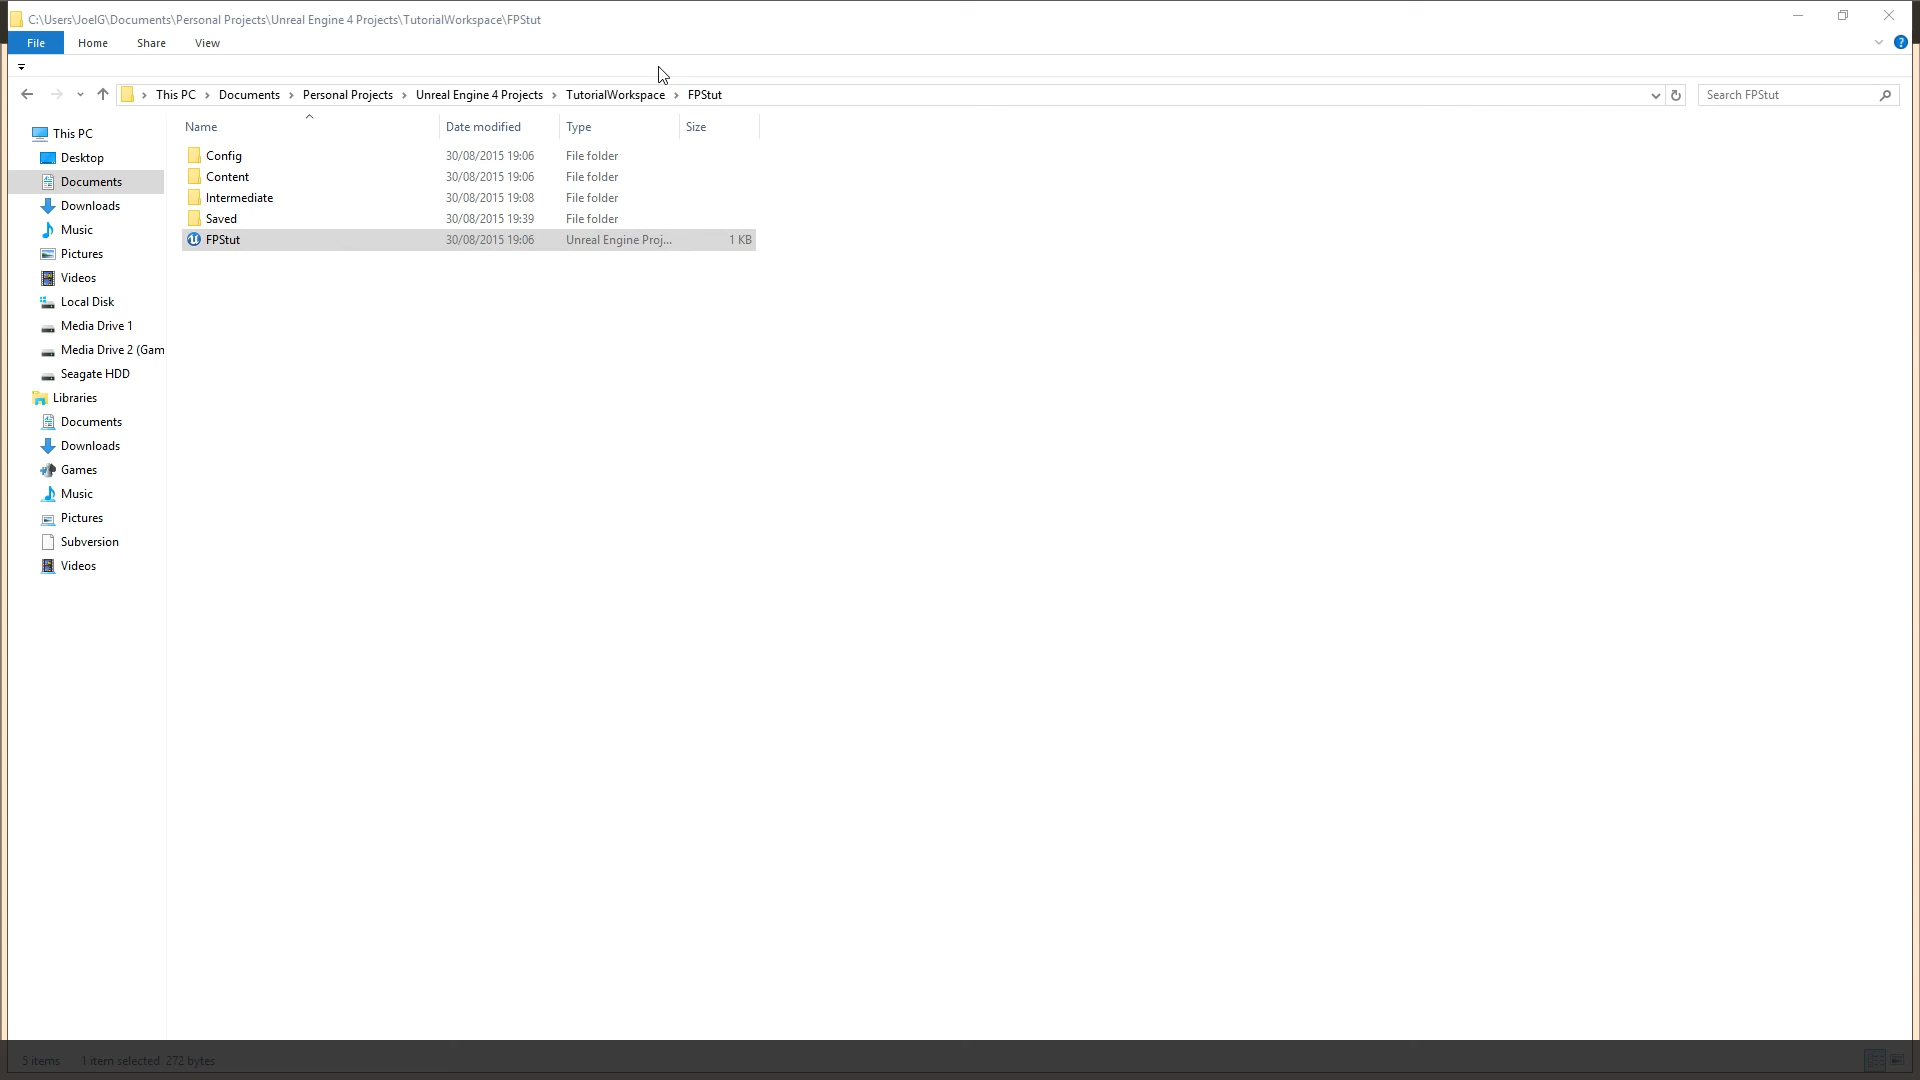 C:\Users\JoelG\Documents\Personal Projects\Unreal Engine 4 Projects\TutorialWorkspace\FPStut
File Home Share View
This PC Documents Personal Projects Unreal Engine 4 Projects TutorialWorkspace FPStut Search FPStut
Name Date modified Type Size
This PC
Desktop
Documents
Downloads
Music
Pictures
Videos
Local Disk
Media Drive 1
Media Drive 2 (Gam
Seagate HDD
Libraries
Documents
Downloads
Games
Music
Pictures
Subversion
Videos
Config 30/08/2015 19:06 File folder
Content 30/08/2015 19:06 File folder
Intermediate 30/08/2015 19:08 File folder
Saved 30/08/2015 19:39 File folder
FPStut 30/08/2015 19:06 Unreal Engine Proj... 1 KB
5 items 1 item selected 272 bytes